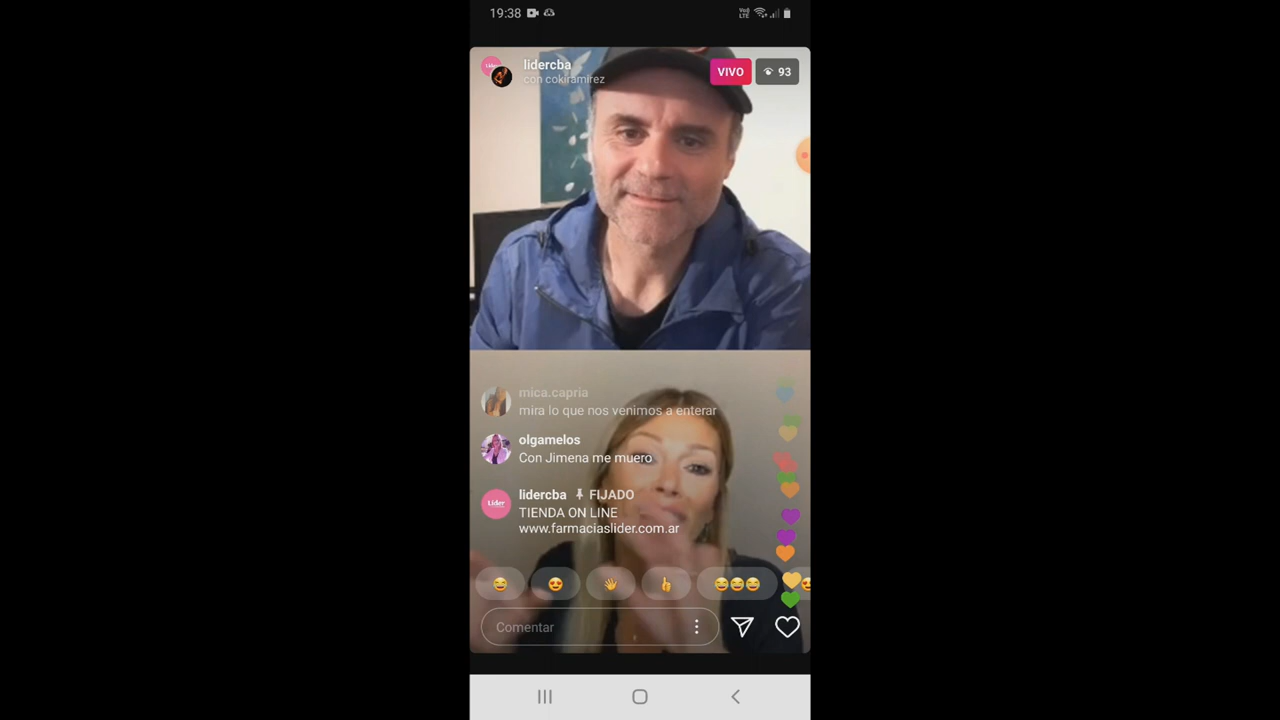 19:38
lidercba
con cokiramirez
VIVO
93
mica.capria
mira lo que nos venimos a enterar
olgamelos
Con Jimena me muero
Líder
lidercba FIJADO
TIENDA ON LINE
www.farmaciaslider.com.ar
Comentar